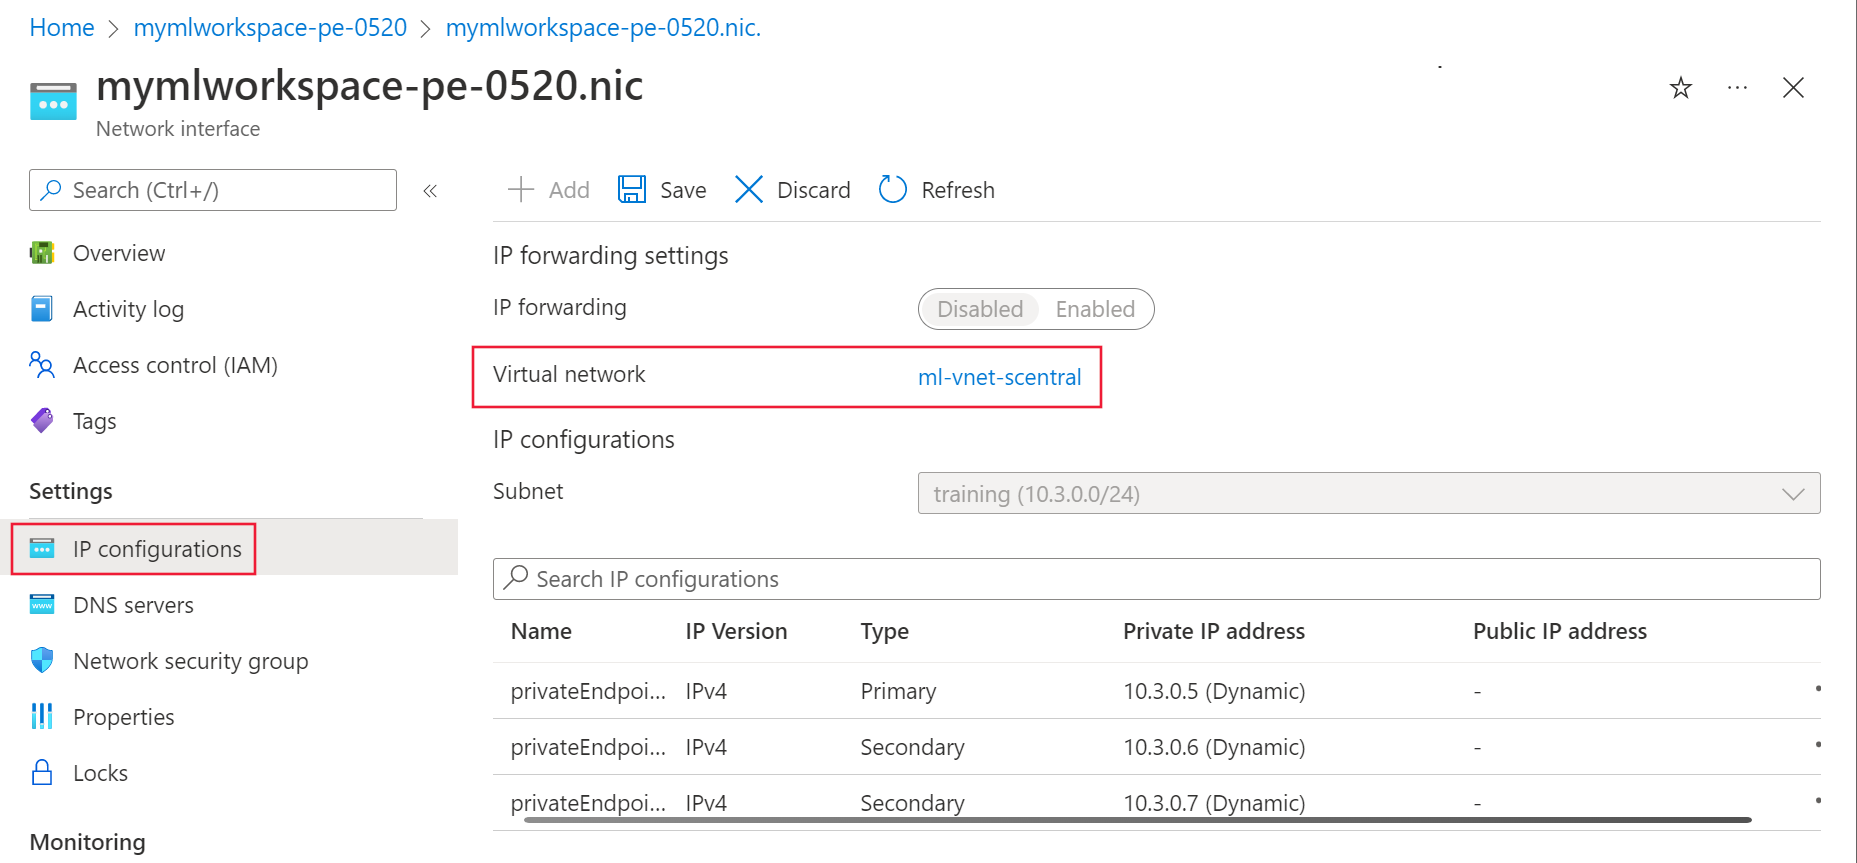 Home > mymlworkspace-pe-0520 > mymlworkspace-pe-0520.nic.
mymlworkspace-pe-0520.nic
Network interface
Search (Ctrl+/)
«
Add Save Discard Refresh
Overview
Activity log
Access control (IAM)
Tags
Settings
IP configurations
DNS servers
Network security group
Properties
Locks
Monitoring
IP forwarding settings
IP forwarding Disabled Enabled
Virtual network ml-vnet-scentral
IP configurations
Subnet training (10.3.0.0/24)
Search IP configurations
Name IP Version Type Private IP address Public IP address
privateEndpoi... IPv4 Primary 10.3.0.5 (Dynamic) -
privateEndpoi... IPv4 Secondary 10.3.0.6 (Dynamic) -
privateEndpoi... IPv4 Secondary 10.3.0.7 (Dynamic) -